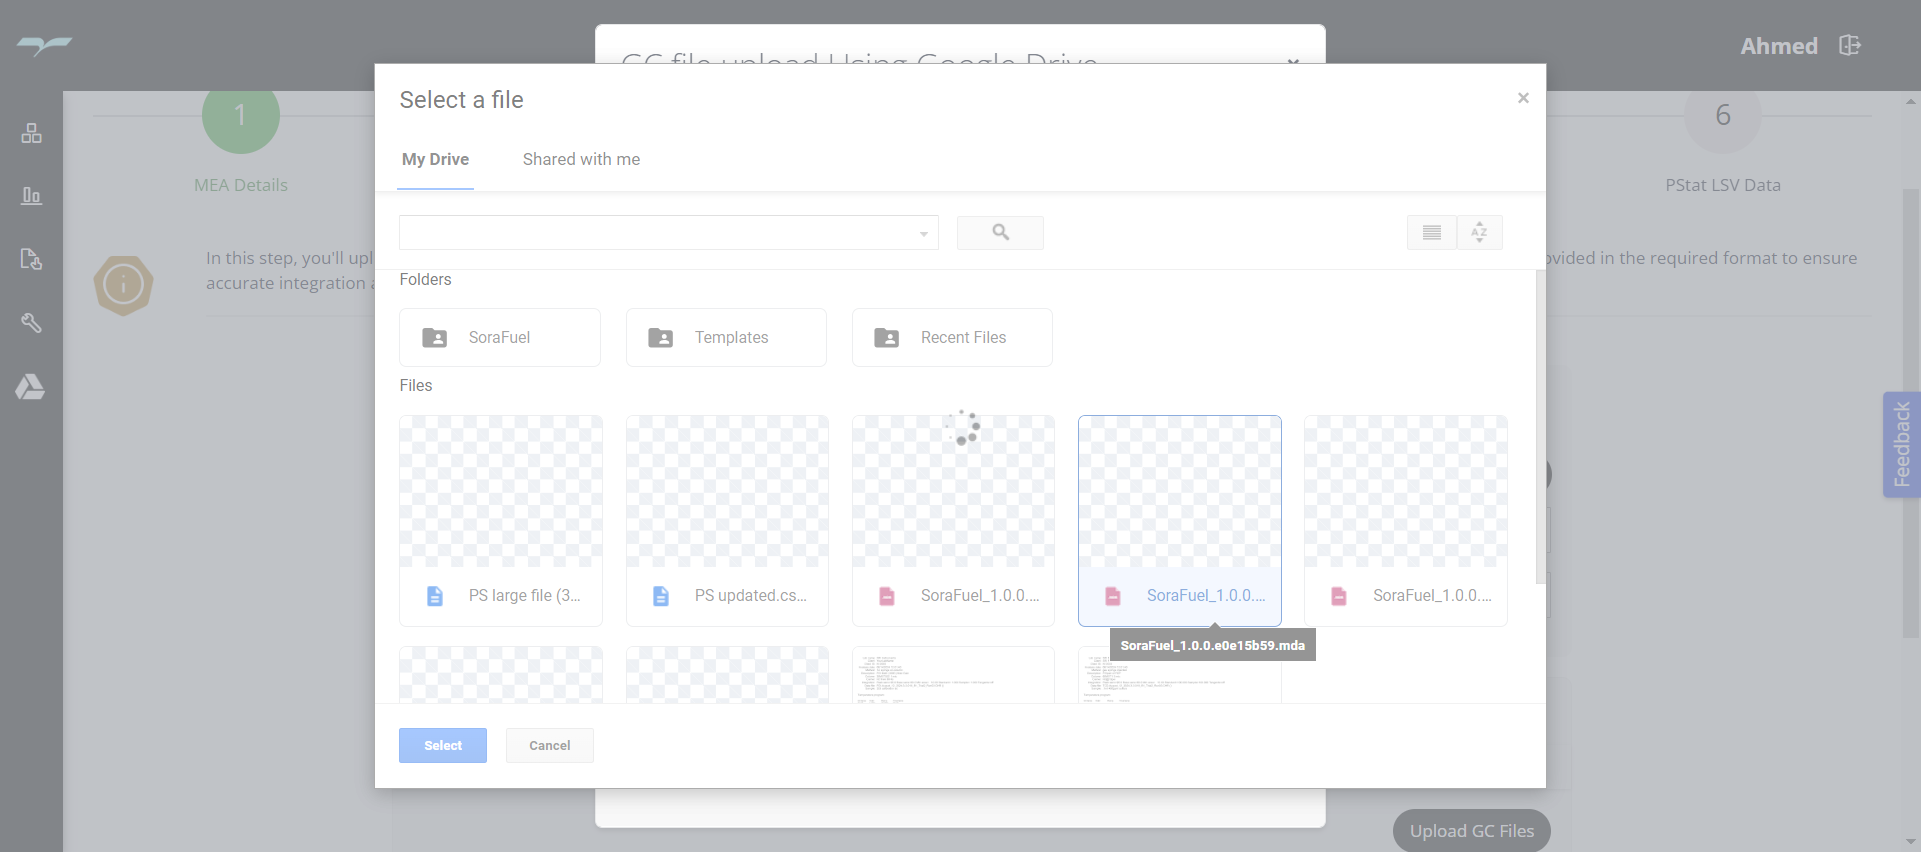 GC file upload Using Google Drive
Ahmed
Select a file
1
6
My Drive
Shared with me
MEA Details
PStat LSV Data
In this step, you'll upl
ovided in the required format to ensure
accurate integration a
Folders
SoraFuel
Templates
Recent Files
Files
Feedback
PS large file (3...
PS updated.cs...
SoraFuel_1.0.0....
SoraFuel_1.0.0....
SoraFuel_1.0.0....
SoraFuel_1.0.0.e0e15b59.mda
Select
Cancel
Upload GC Files